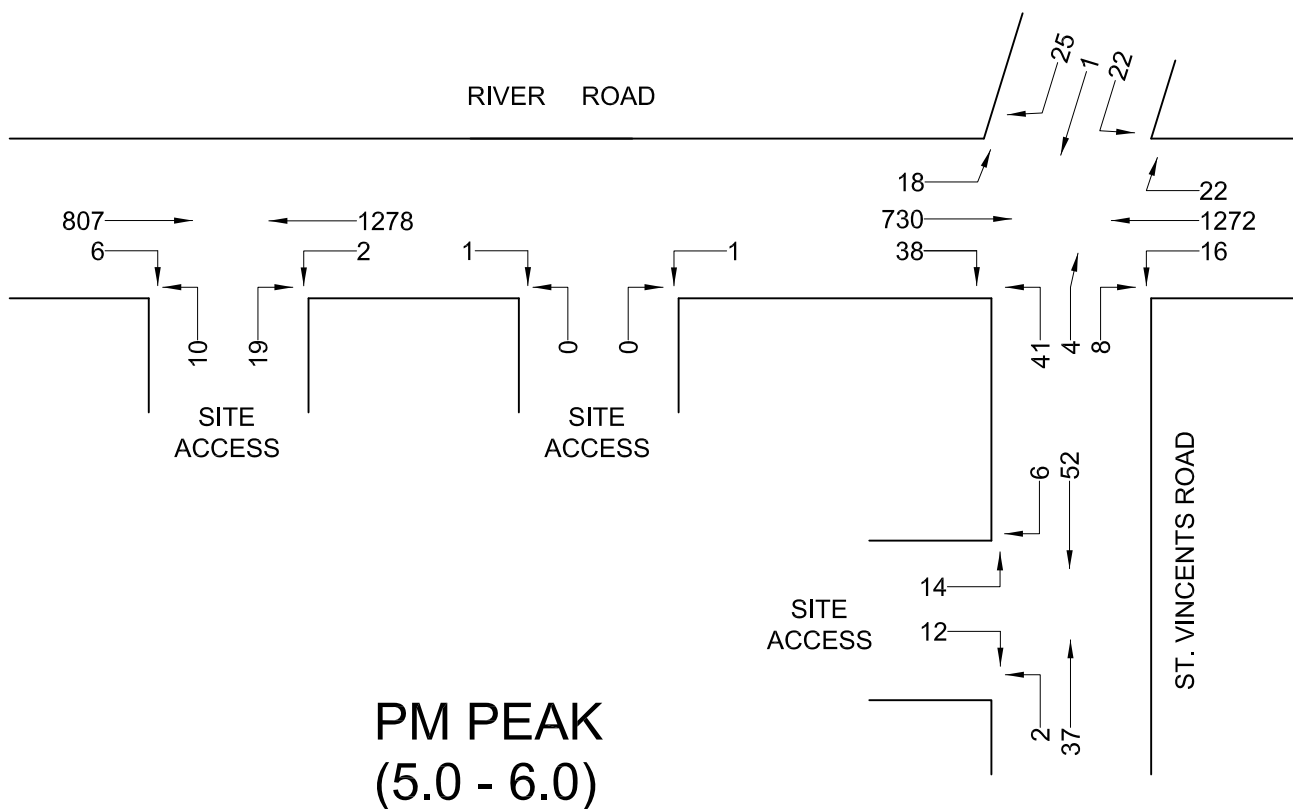 25 1 22
RIVER ROAD
18 22
807 1278 730 1272
6 2 1 1 38 16
10 19 0 0 41 4 8
SITE
ACCESS
SITE
ACCESS
6 52
ST. VINCENTS ROAD
14
SITE
ACCESS
12
2 37
PM PEAK
(5.0 - 6.0)